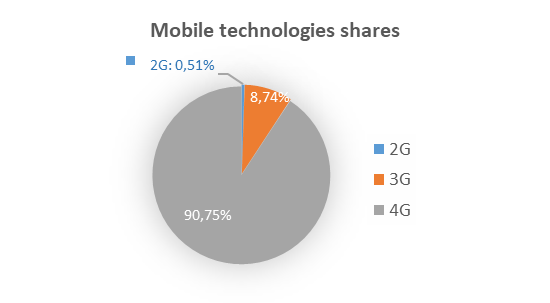 Mobile technologies shares
2G: 0,51%
8,74%
90,75%
2G
3G
4G